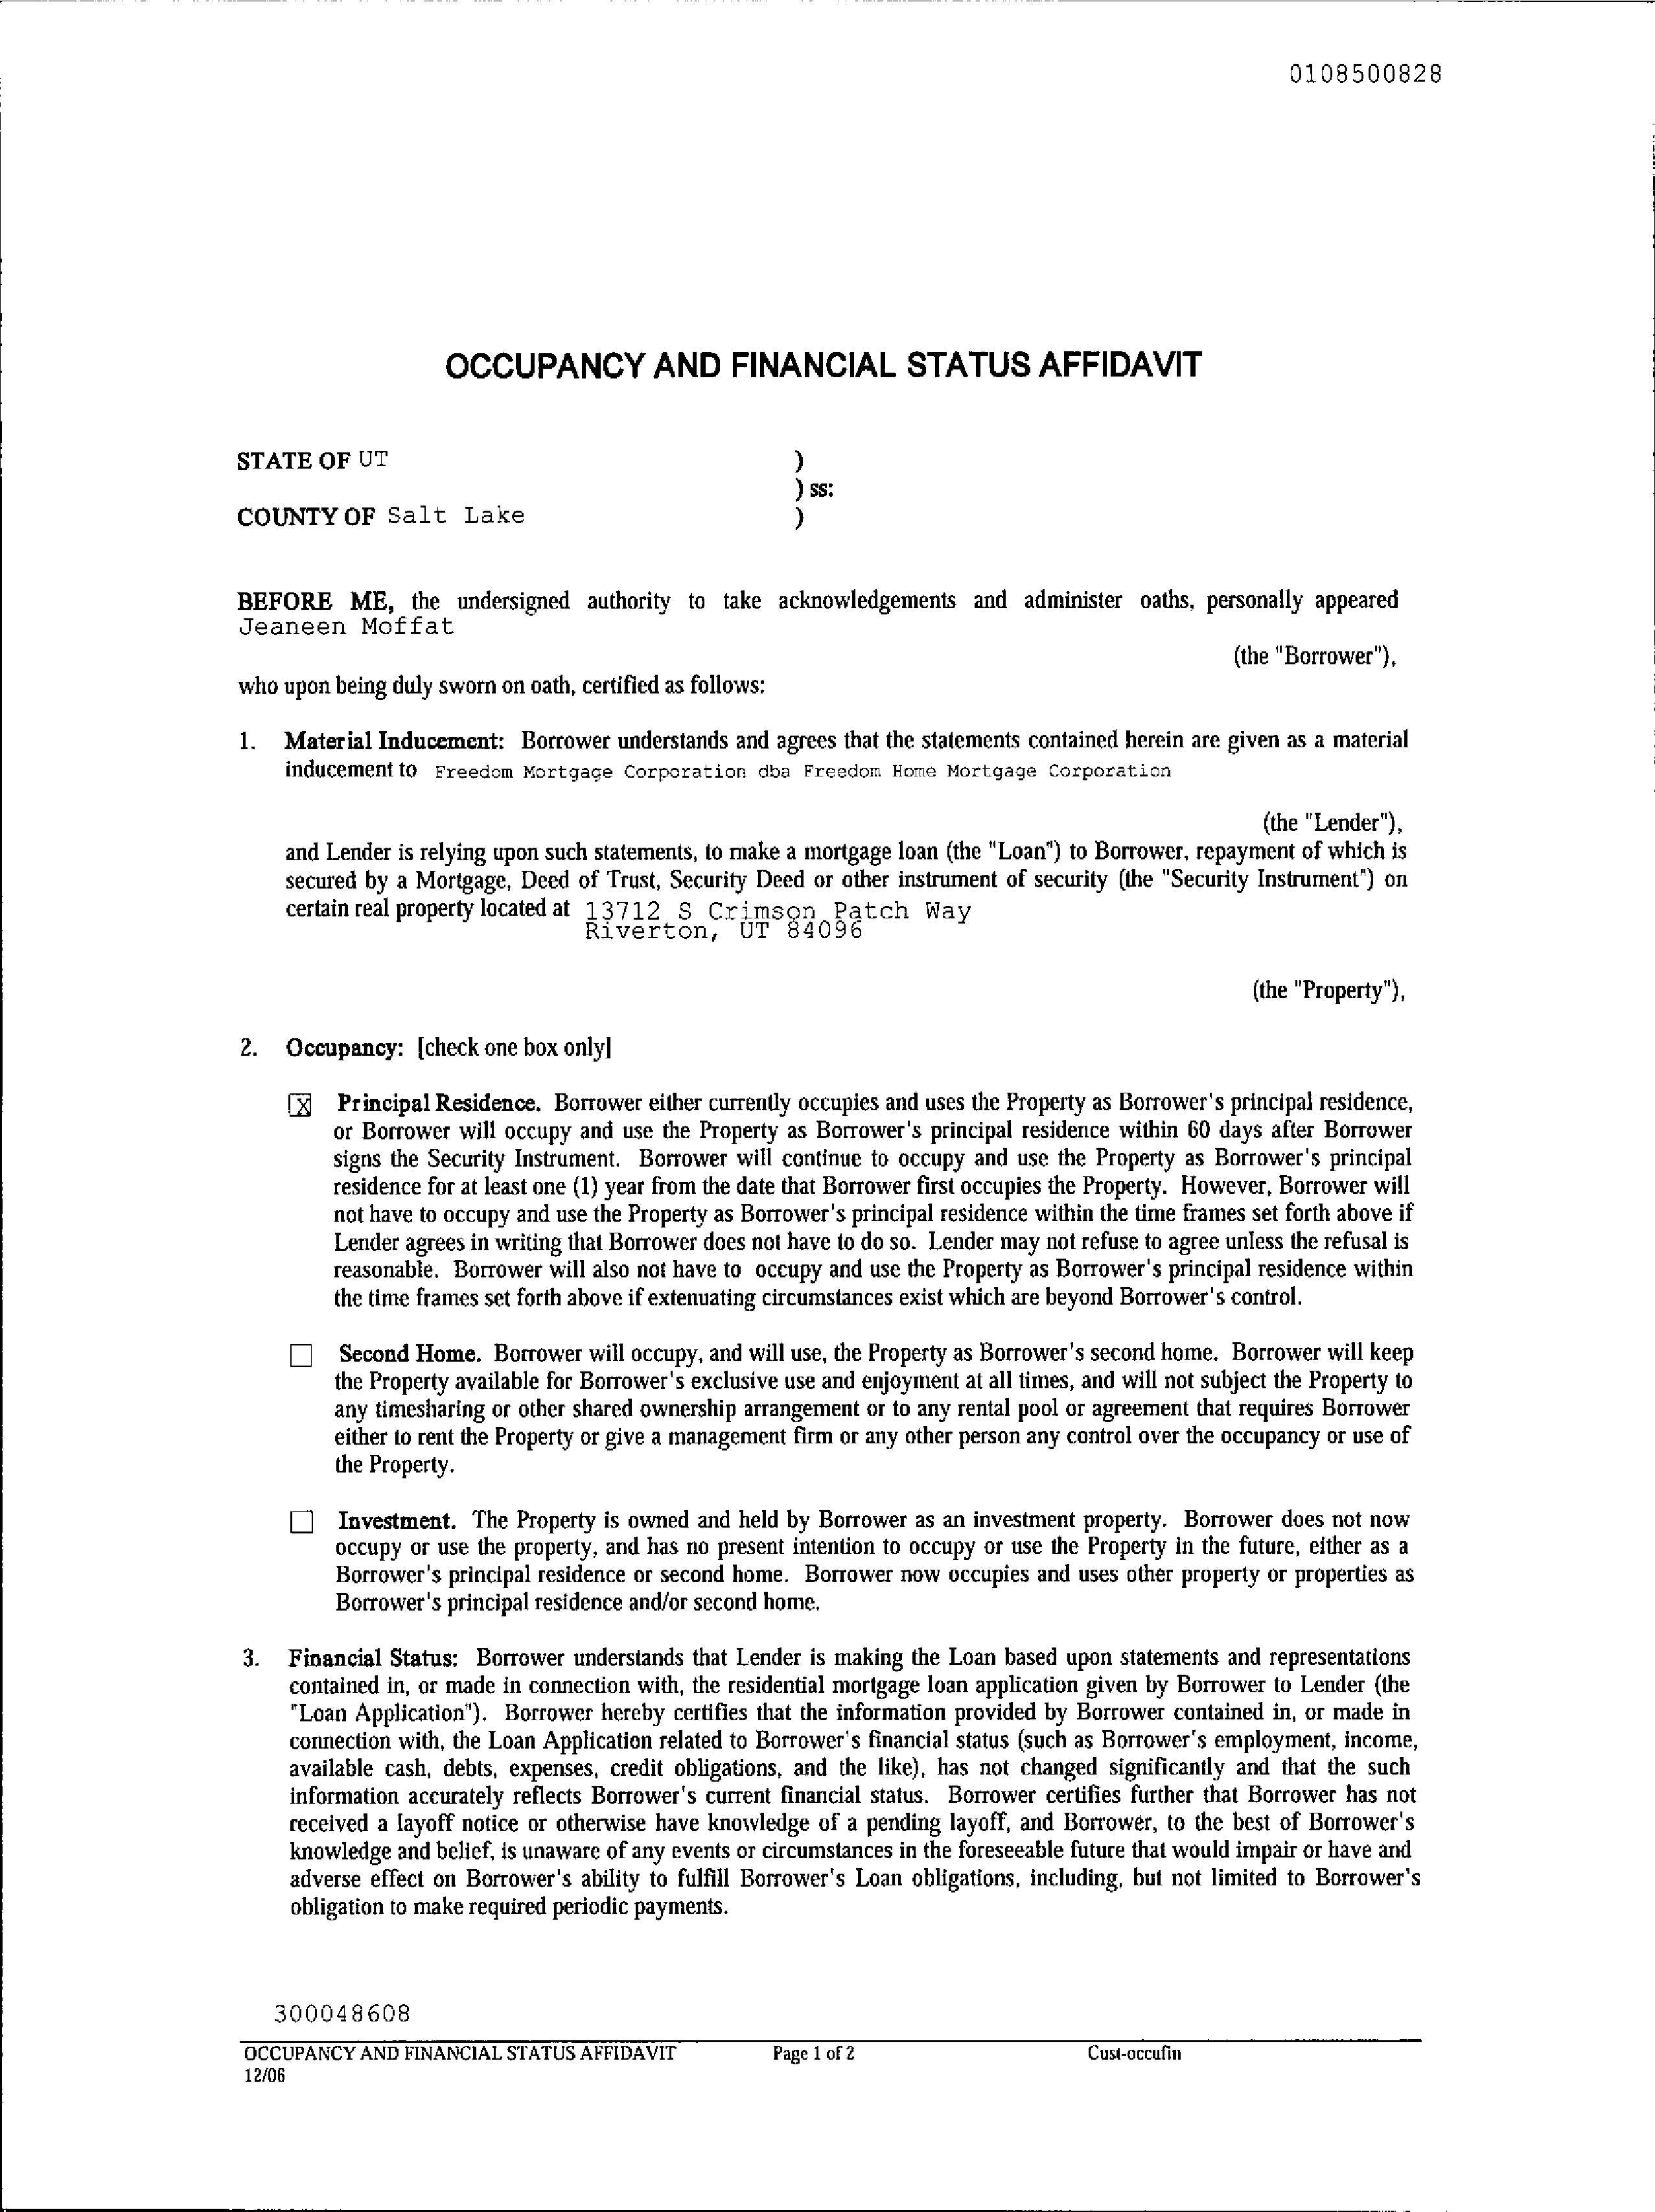 0108500828
OCCUPANCY AND FINANCIAL STATUS AFFIDAVIT
STATE OF UT )
) ss:
COUNTY OF Salt Lake )
BEFORE ME, the undersigned authority to take acknowledgements and administer oaths, personally appeared
Jeaneen Moffat
(the "Borrower"),
who upon being duly sworn on oath, certified as follows:
1. Material Inducement: Borrower understands and agrees that the statements contained herein are given as a material
inducement to Freedom Mortgage Corporation dba Freedom Home Mortgage Corporation
(the "Lender"),
and Lender is relying upon such statements, to make a mortgage loan (the "Loan") to Borrower, repayment of which is
secured by a Mortgage, Deed of Trust, Security Deed or other instrument of security (the "Security Instrument") on
certain real property located at 13712 S Crimson Patch Way
Riverton, UT 84096
(the "Property"),
2. Occupancy: [check one box only]
X Principal Residence. Borrower either currently occupies and uses the Property as Borrower's principal residence,
or Borrower will occupy and use the Property as Borrower's principal residence within 60 days after Borrower
signs the Security Instrument. Borrower will continue to occupy and use the Property as Borrower's principal
residence for at least one (1) year from the date that Borrower first occupies the Property. However, Borrower will
not have to occupy and use the Property as Borrower's principal residence within the time frames set forth above if
Lender agrees in writing that Borrower does not have to do so. Lender may not refuse to agree unless the refusal is
reasonable. Borrower will also not have to occupy and use the Property as Borrower's principal residence within
the time frames set forth above if extenuating circumstances exist which are beyond Borrower's control.
Second Home. Borrower will occupy, and will use, the Property as Borrower's second home. Borrower will keep
the Property available for Borrower's exclusive use and enjoyment at all times, and will not subject the Property to
any timesharing or other shared ownership arrangement or to any rental pool or agreement that requires Borrower
either to rent the Property or give a management firm or any other person any control over the occupancy or use of
the Property.
Investment. The Property is owned and held by Borrower as an investment property. Borrower does not now
occupy or use the property, and has no present intention to occupy or use the Property in the future, either as a
Borrower's principal residence or second home. Borrower now occupies and uses other property or properties as
Borrower's principal residence and/or second home.
3. Financial Status: Borrower understands that Lender is making the Loan based upon statements and representations
contained in, or made in connection with, the residential mortgage loan application given by Borrower to Lender (the
"Loan Application"). Borrower hereby certifies that the information provided by Borrower contained in, or made in
connection with, the Loan Application related to Borrower's financial status (such as Borrower's employment, income,
available cash, debts, expenses, credit obligations, and the like), has not changed significantly and that the such
information accurately reflects Borrower's current financial status. Borrower certifies further that Borrower has not
received a layoff notice or otherwise have knowledge of a pending layoff, and Borrower, to the best of Borrower's
knowledge and belief, is unaware of any events or circumstances in the foreseeable future that would impair or have and
adverse effect on Borrower's ability to fulfill Borrower's Loan obligations, including, but not limited to Borrower's
obligation to make required periodic payments.
300048608
OCCUPANCY AND FINANCIAL STATUS AFFIDAVIT Page 1 of 2 Cust-occufin
12/06